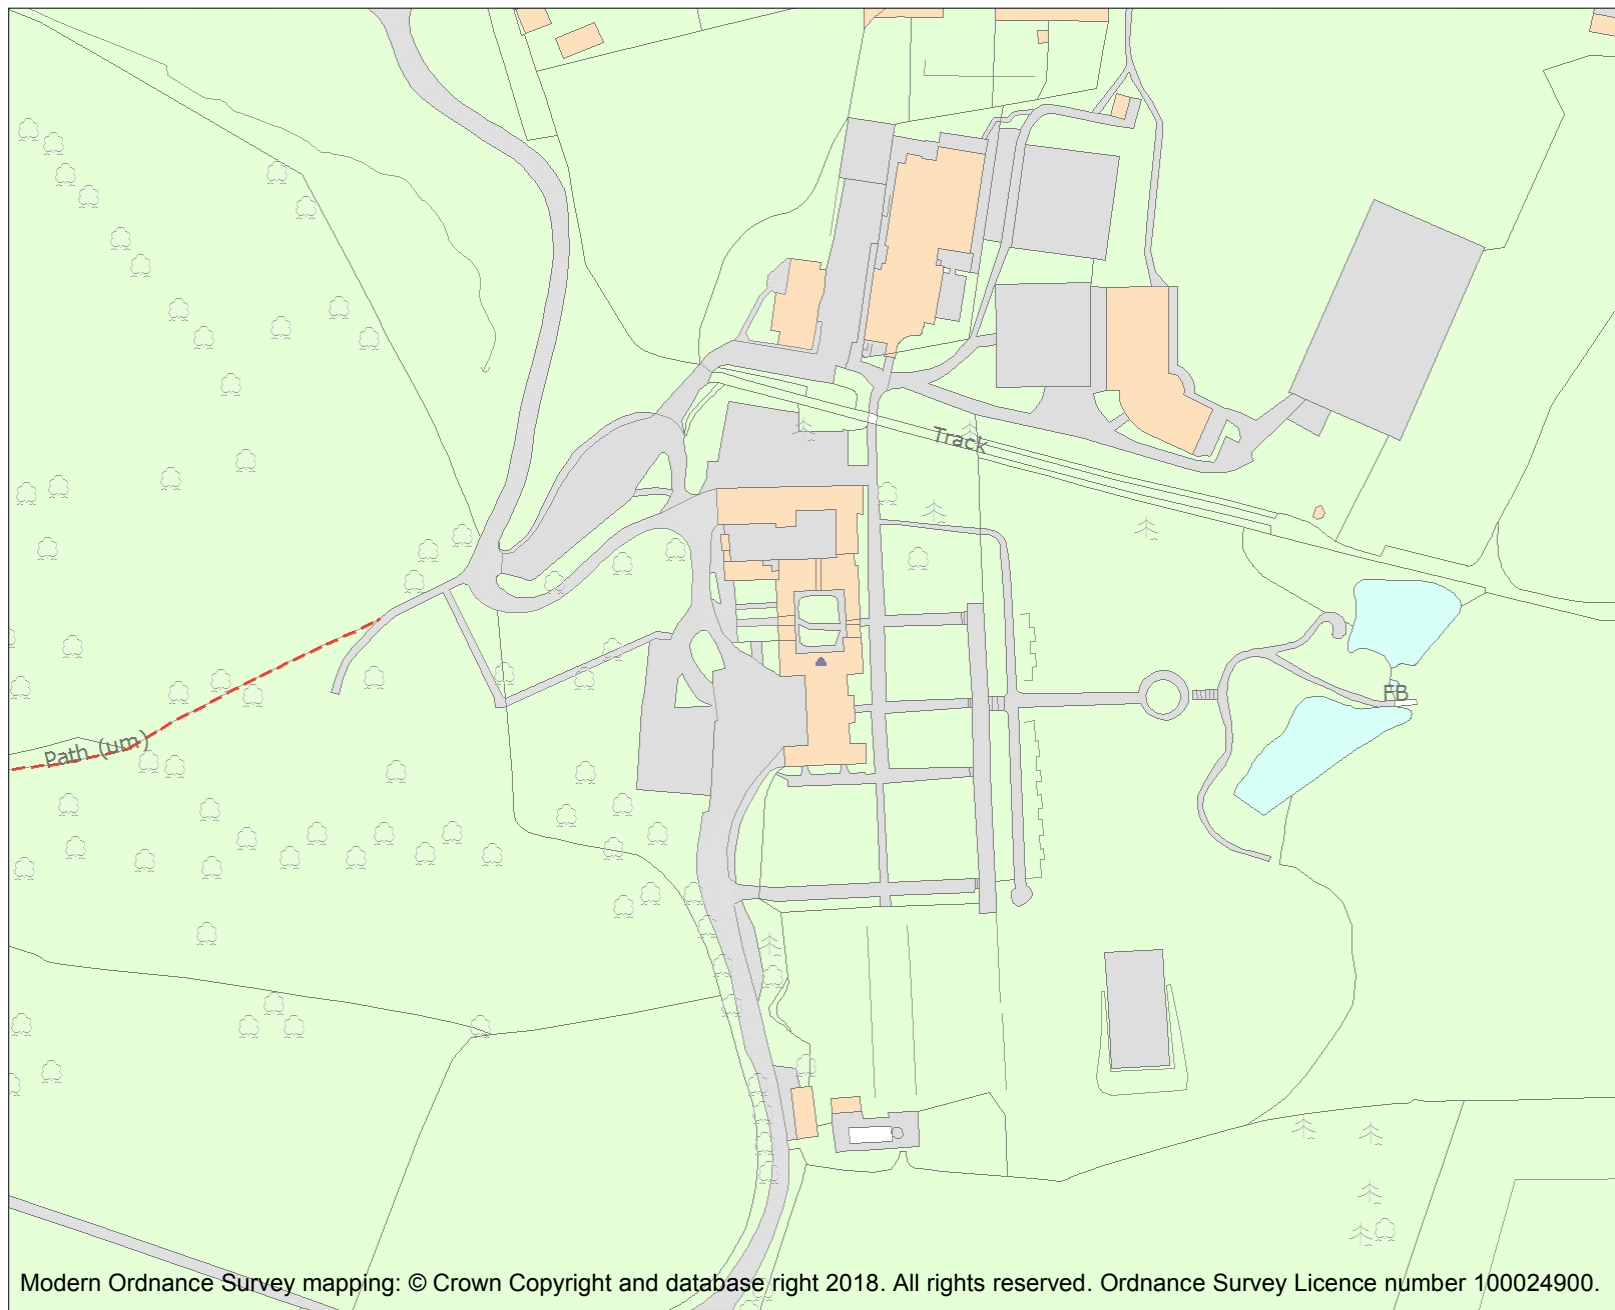 Track
FB
Path (um)
Modern Ordnance Survey mapping: © Crown Copyright and database right 2018. All rights reserved. Ordnance Survey Licence number 100024900.